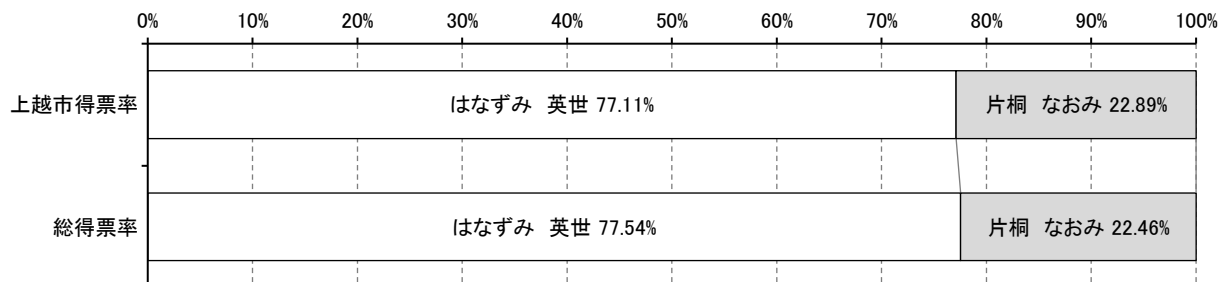 0% 10% 20% 30% 40% 50% 60% 70% 80% 90% 100%
上越市得票率 はなずみ　英世 77.11% 片桐　なおみ 22.89%
総得票率 はなずみ　英世 77.54% 片桐　なおみ 22.46%